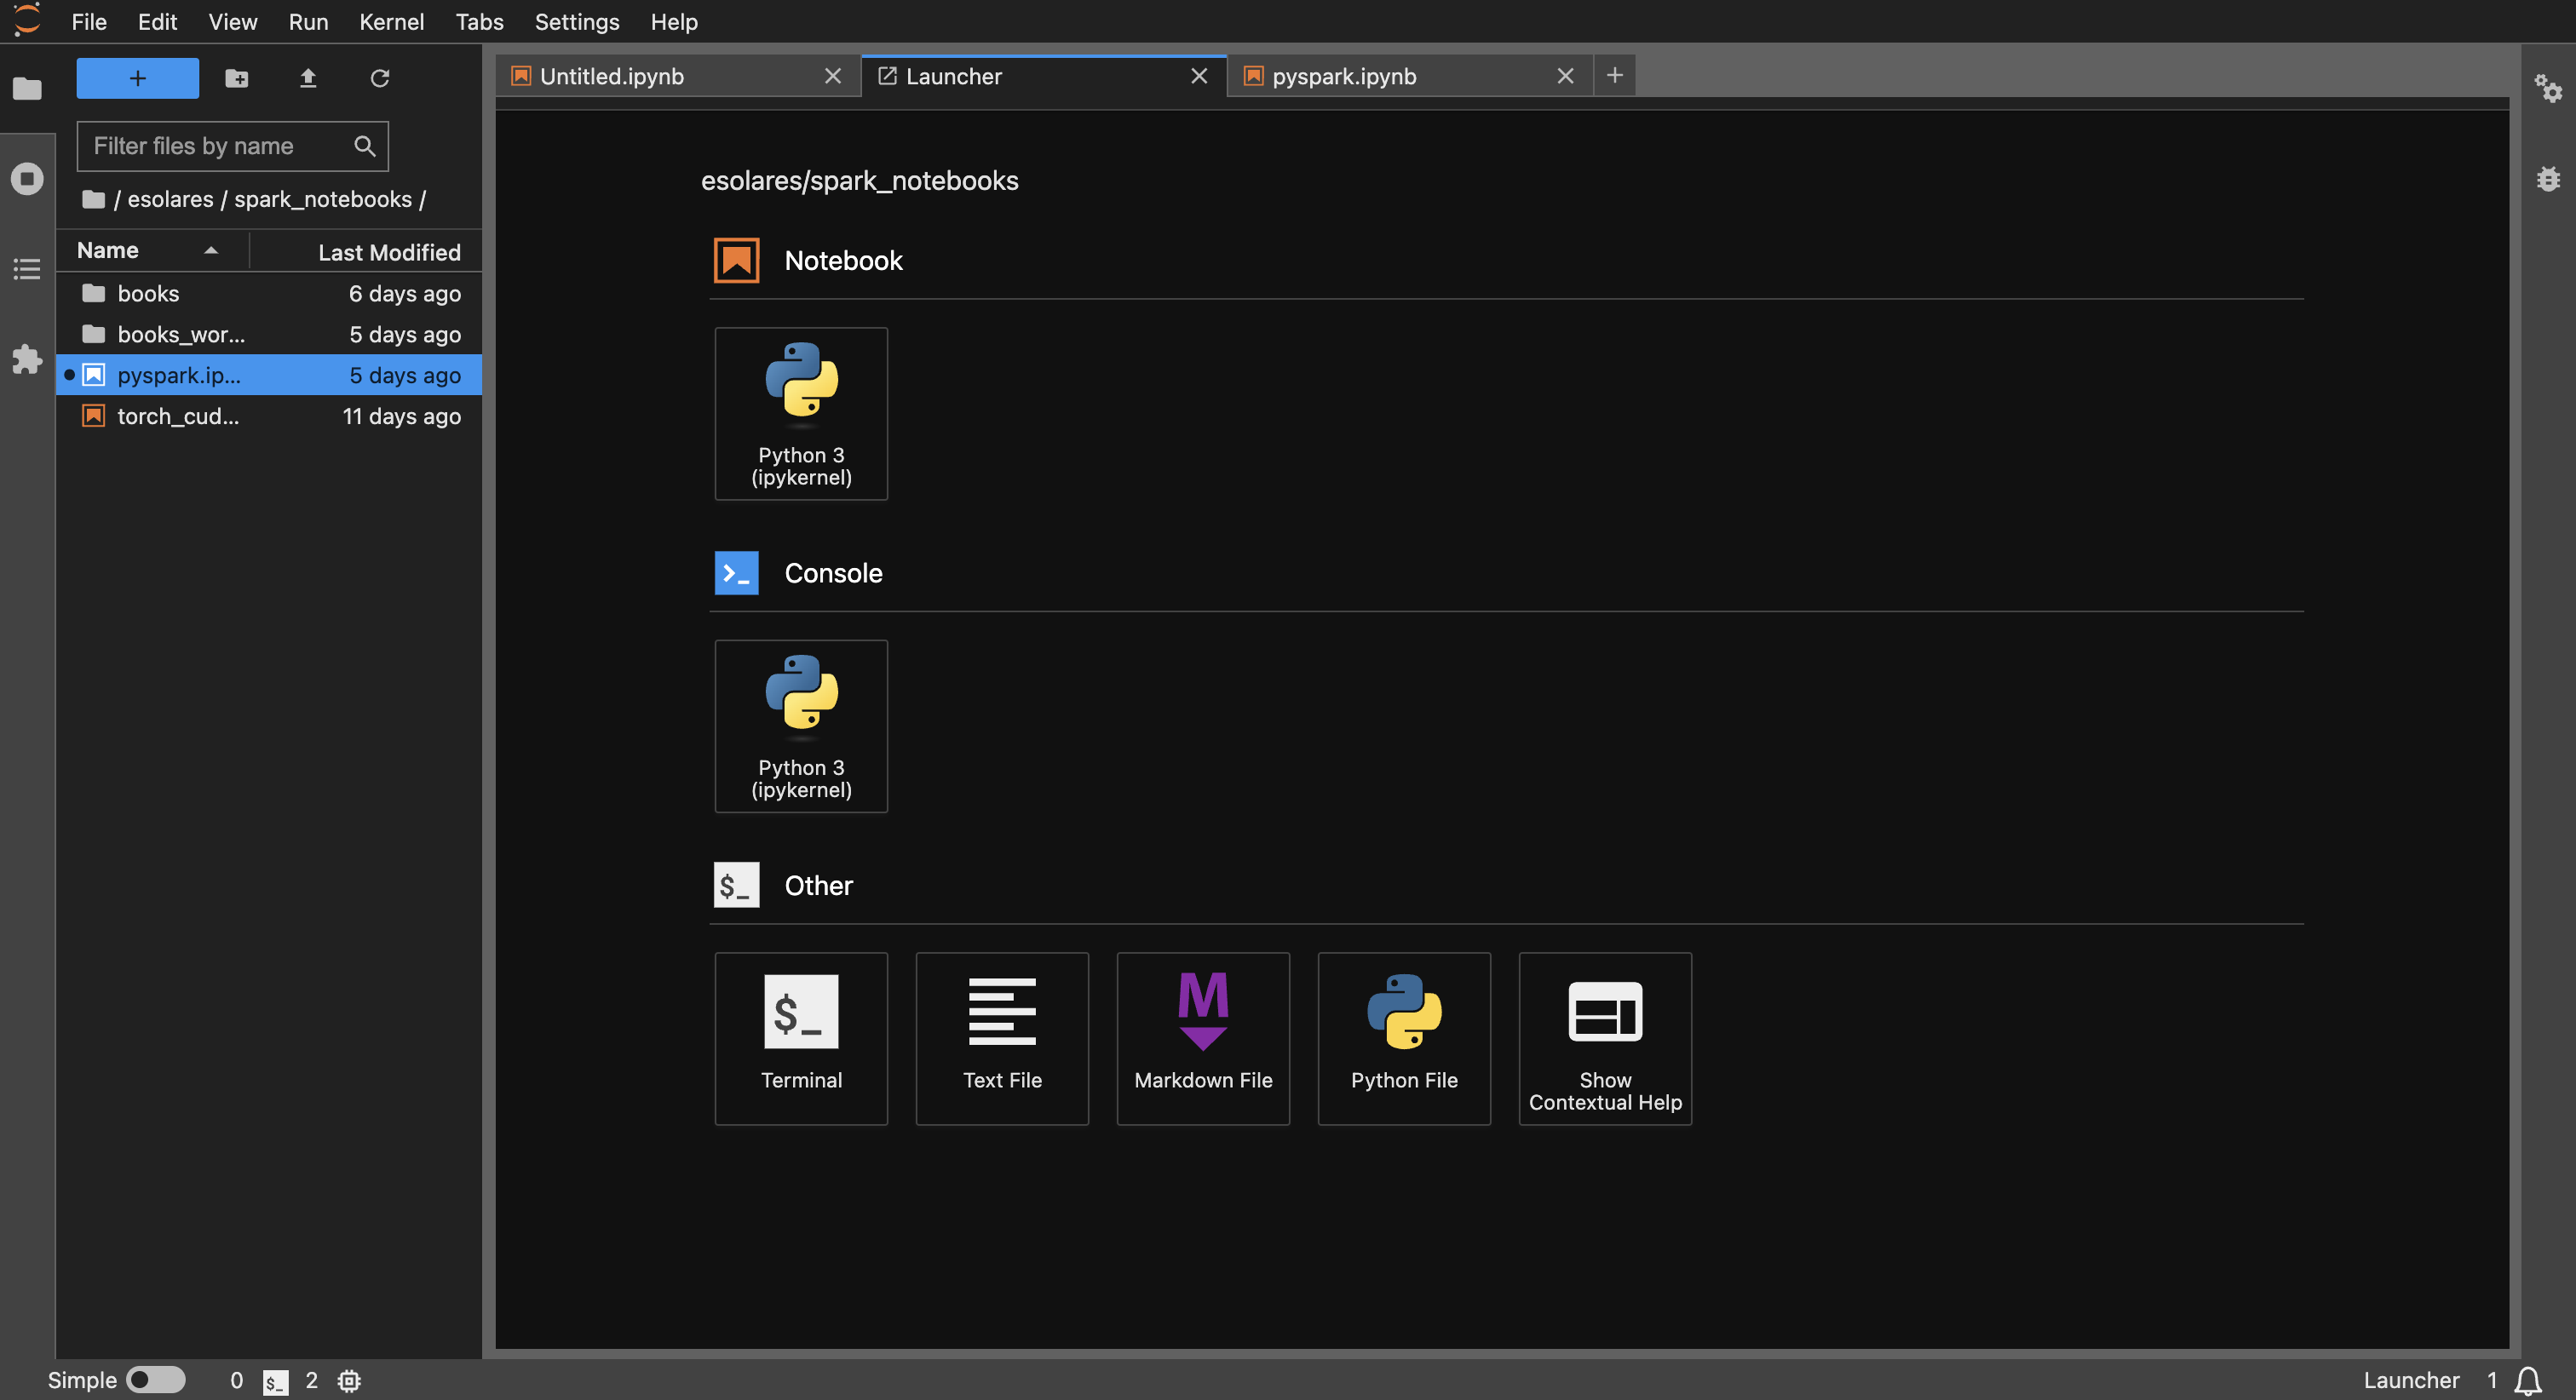 File Edit View Run Kernel Tabs Settings Help
+
Filter files by name
/ esolares / spark_notebooks /
Name Last Modified
books 6 days ago
books_wor... 5 days ago
pyspark.ip... 5 days ago
torch_cud... 11 days ago
Untitled.ipynb
Launcher
pyspark.ipynb
+
esolares/spark_notebooks
Notebook
Python 3
(ipykernel)
>_ Console
Python 3
(ipykernel)
$_ Other
$_
Terminal
Text File
M
Markdown File
Python File
Show
Contextual Help
Simple 0 $_ 2
Launcher 1